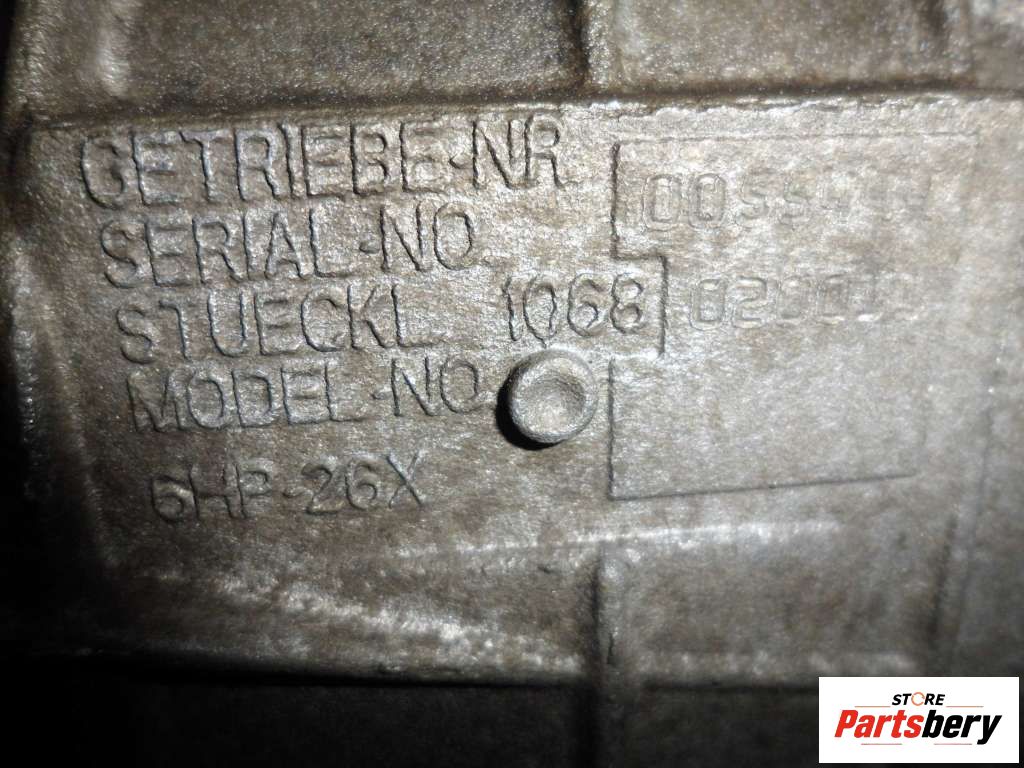 GETRIEBE-NR.
SERIAL-NO.
STUECKL. 1068
MODEL-NO.
6HP-26X
STORE
Partsbery